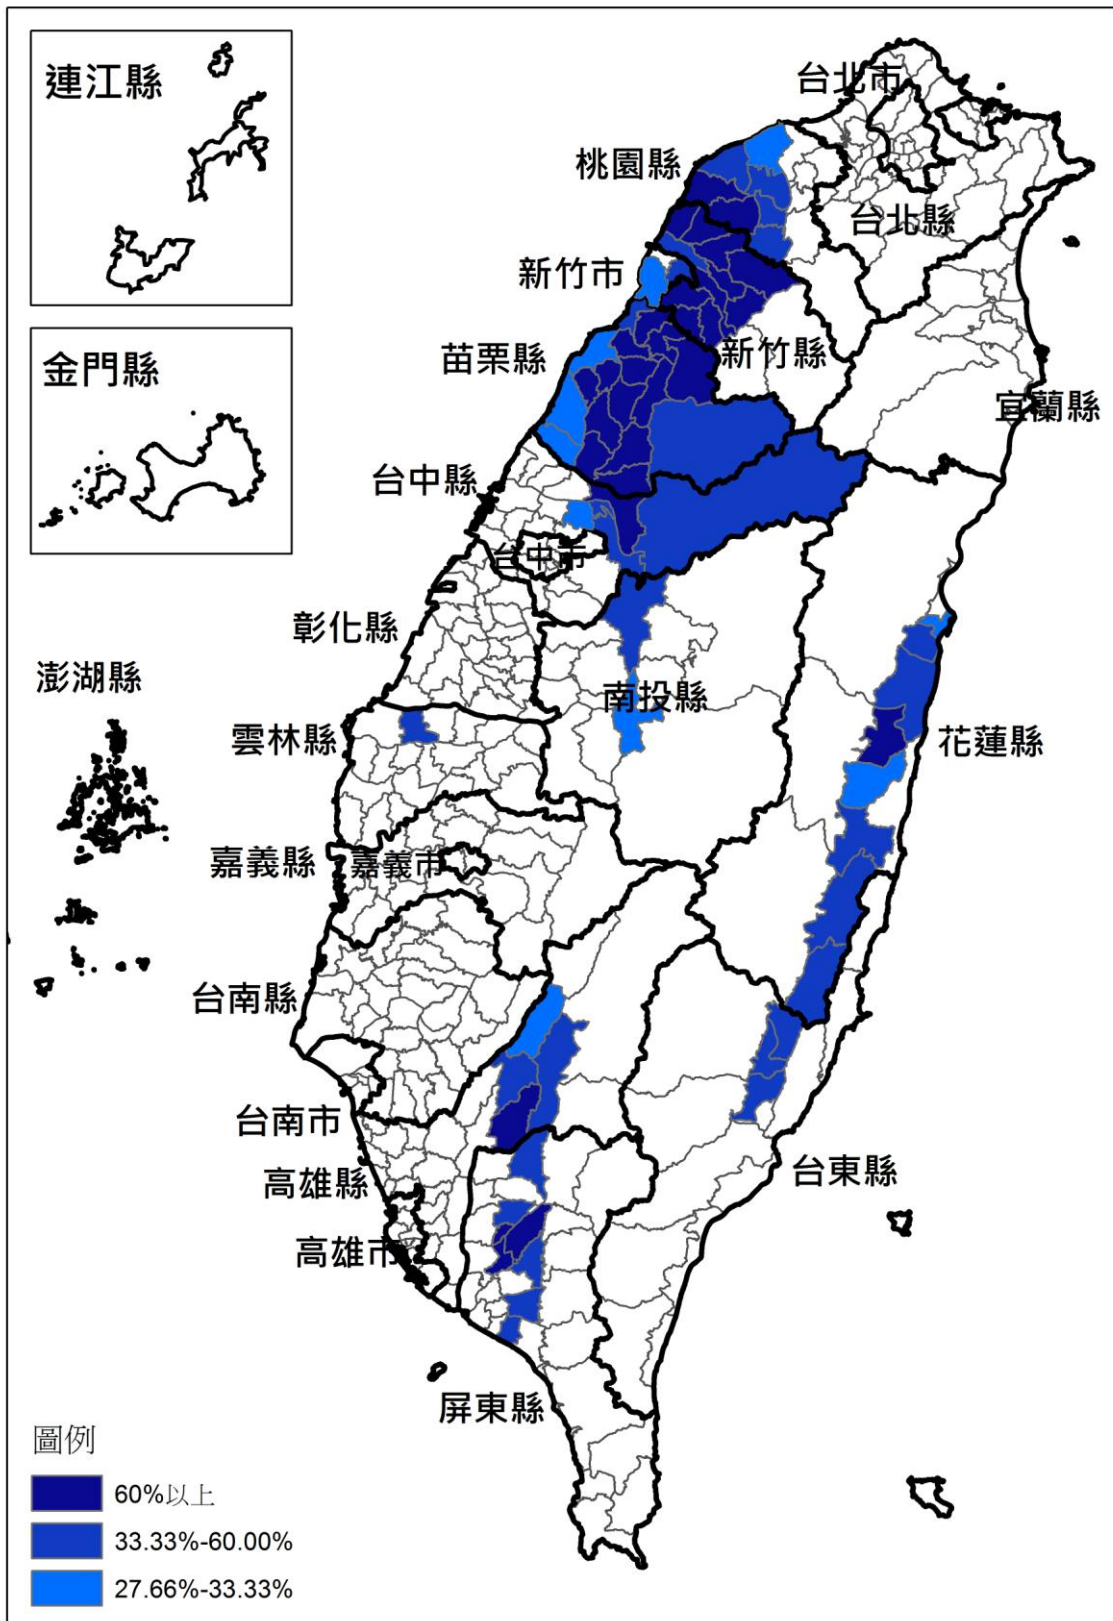 連江縣
金門縣
台北市
桃園縣
台北縣
新竹市
苗栗縣
新竹縣
宜蘭縣
台中縣
台中市
彰化縣
澎湖縣
南投縣
雲林縣
花蓮縣
嘉義縣
嘉義市
台南縣
台南市
高雄縣
台東縣
高雄市
屏東縣
圖例
60%以上
33.33%-60.00%
27.66%-33.33%